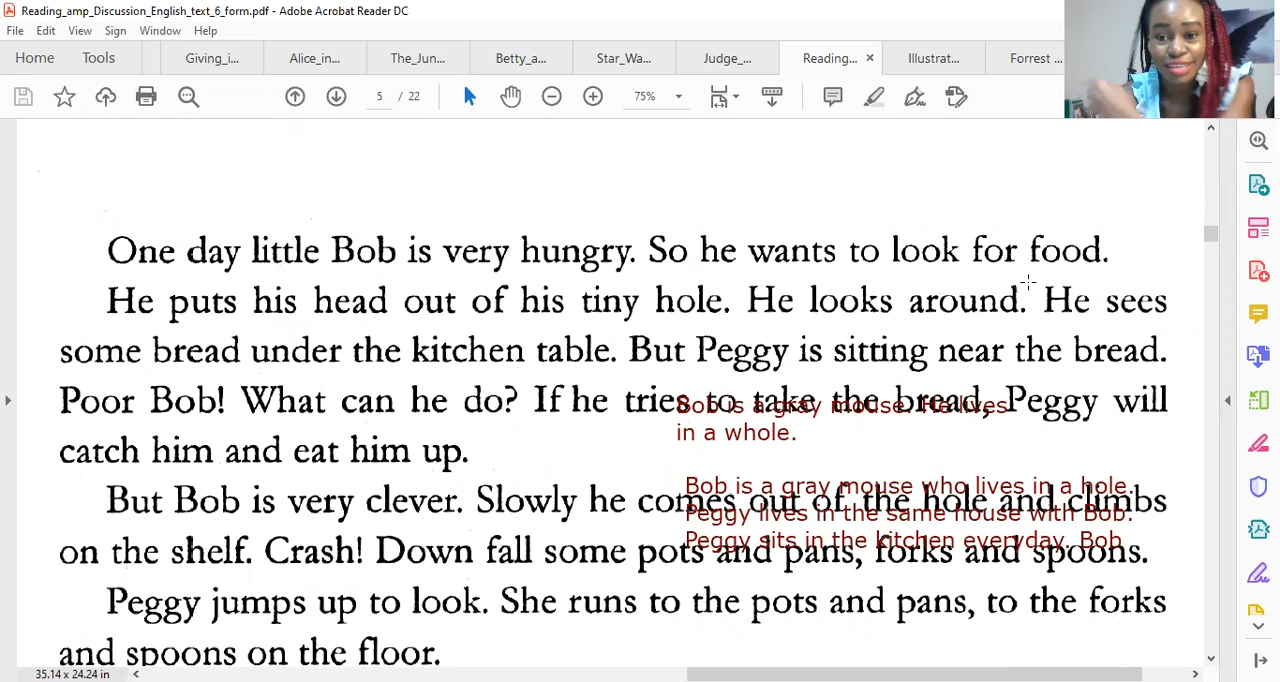 Reading_amp_Discussion_English_text_6_form.pdf - Adobe Acrobat Reader DC
File Edit View Sign Window Help
Home Tools Giving_i... Alice_in... The_Jun... Betty_a... Star_Wa... Judge_... Reading... × Illustrat... Forrest ...
5 / 22 75%
One day little Bob is very hungry. So he wants to look for food.
He puts his head out of his tiny hole. He looks around. He sees
some bread under the kitchen table. But Peggy is sitting near the bread.
Poor Bob! What can he do? If he tries to take the bread, Peggy will
catch him and eat him up.
But Bob is very clever. Slowly he comes out of the hole and climbs
on the shelf. Crash! Down fall some pots and pans, forks and spoons.
Peggy jumps up to look. She runs to the pots and pans, to the forks
and spoons on the floor.
Bob is a gray mouse. He lives
in a whole.
Bob is a gray mouse who lives in a hole.
Peggy lives in the same house with Bob.
Peggy sits in the kitchen everyday. Bob
35.14 x 24.24 in